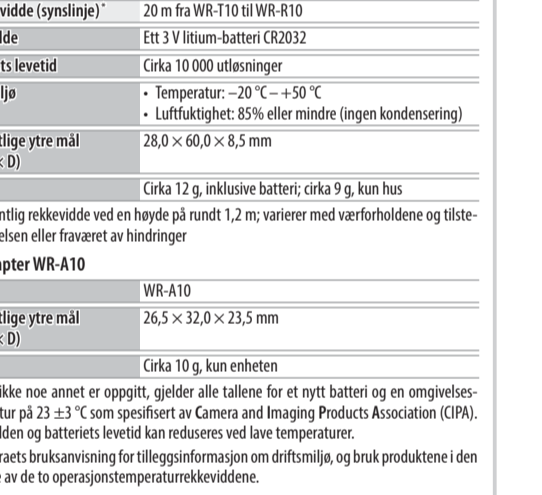 vidde (synslinje)* 20 m fra WR-T10 til WR-R10
lde Ett 3 V litium-batteri CR2032
ts levetid Cirka 10 000 utløsninger
ljø • Temperatur: –20 °C – +50 °C
• Luftfuktighet: 85% eller mindre (ingen kondensering)
tlige ytre mål 28,0 × 60,0 × 8,5 mm
× D)
Cirka 12 g, inklusive batteri; cirka 9 g, kun hus
ntlig rekkevidde ved en høyde på rundt 1,2 m; varierer med værforholdene og tilste-
elsen eller fraværet av hindringer
apter WR-A10
WR-A10
tlige ytre mål 26,5 × 32,0 × 23,5 mm
× D)
Cirka 10 g, kun enheten
ikke noe annet er oppgitt, gjelder alle tallene for et nytt batteri og en omgivelses-
tur på 23 ±3 °C som spesifisert av Camera and Imaging Products Association (CIPA).
lden og batteriets levetid kan reduseres ved lave temperaturer.
raets bruksanvisning for tilleggsinformasjon om driftsmiljø, og bruk produktene i den
av de to operasjonstemperaturrekkeviddene.